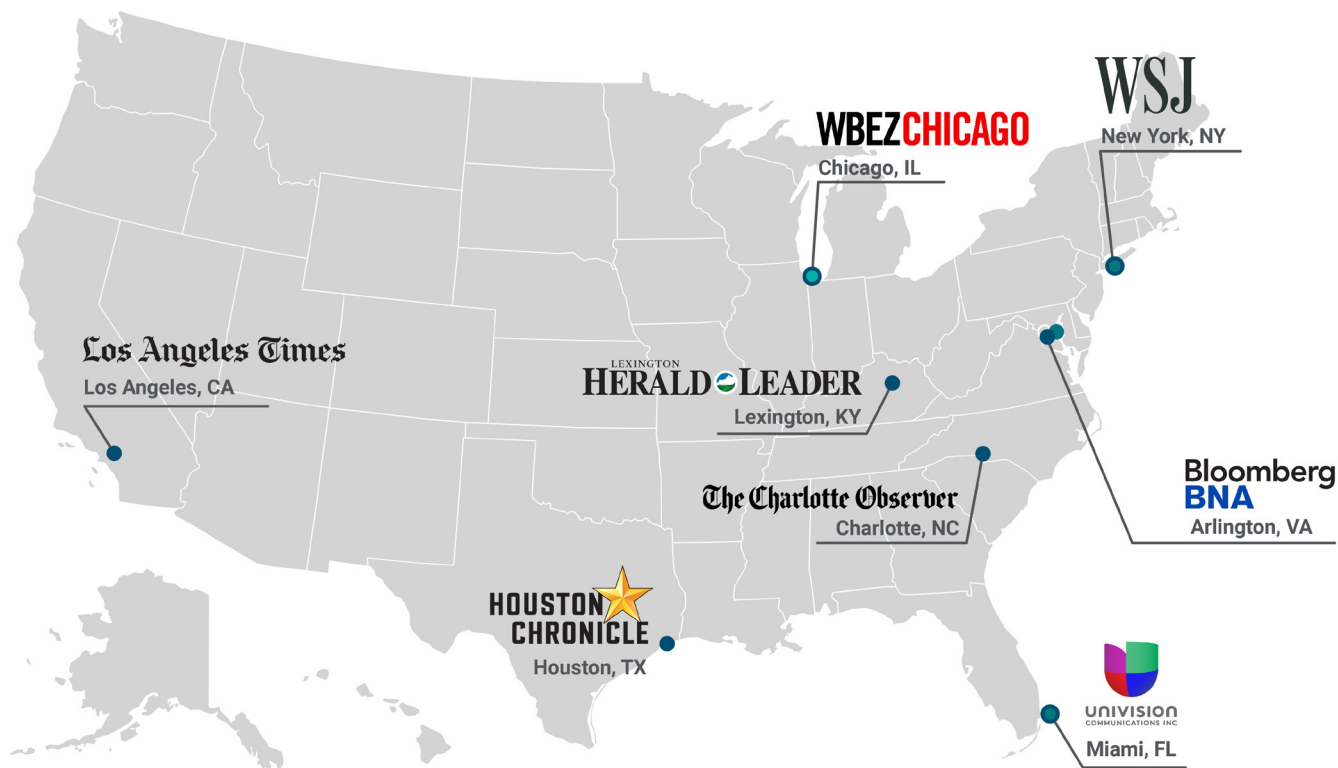 WSJ
New York, NY
WBEZCHICAGO
Chicago, IL
Los Angeles Times
Los Angeles, CA
LEXINGTON
HERALD LEADER
Lexington, KY
Bloomberg
BNA
Arlington, VA
The Charlotte Observer
Charlotte, NC
HOUSTON
CHRONICLE
Houston, TX
UNIVISION
COMMUNICATIONS INC
Miami, FL